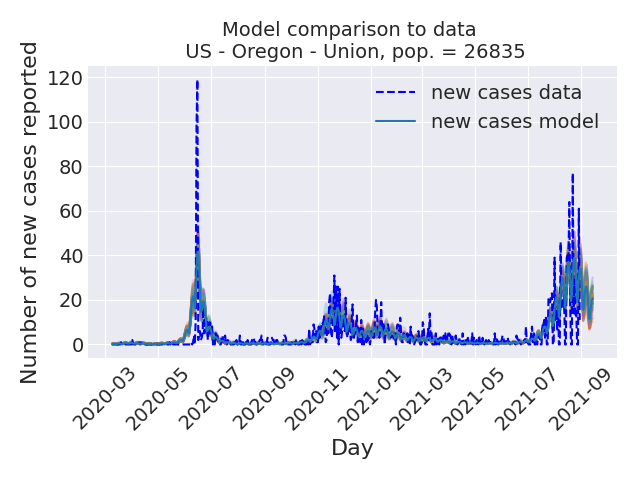 Model comparison to data
US - Oregon - Union, pop. = 26835
Number of new cases reported
120
100
80
60
40
20
0
new cases data
new cases model
2020-03
2020-05
2020-07
2020-09
2020-11
2021-01
2021-03
2021-05
2021-07
2021-09
Day